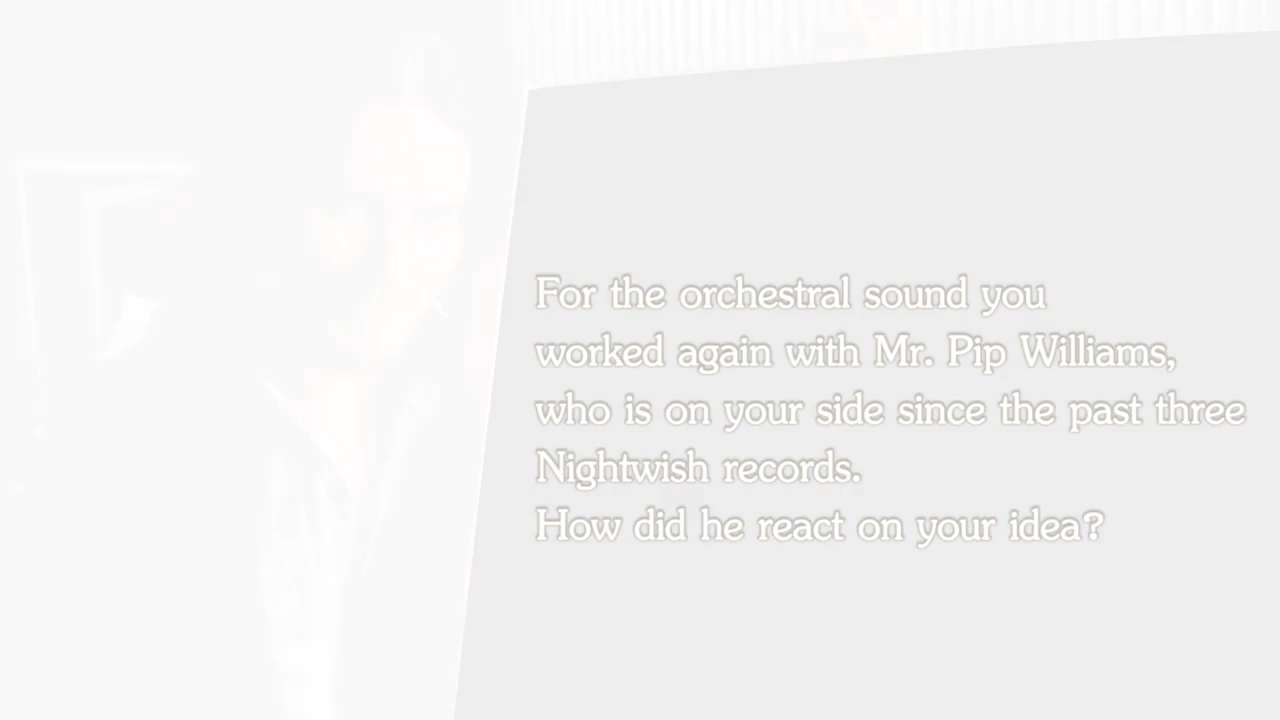 For the orchestral sound you
worked again with Mr. Pip Williams,
who is on your side since the past three
Nightwish records.
How did he react on your idea?